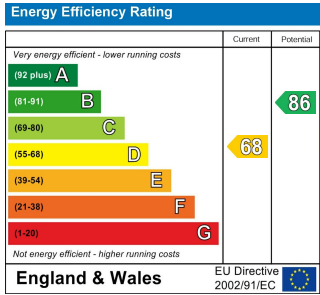 Energy Efficiency Rating
Current Potential
Very energy efficient - lower running costs
(92 plus) A
(81-91) B
(69-80) C
(55-68) D
(39-54) E
(21-38) F
(1-20) G
68
86
Not energy efficient - higher running costs
England & Wales
EU Directive
2002/91/EC